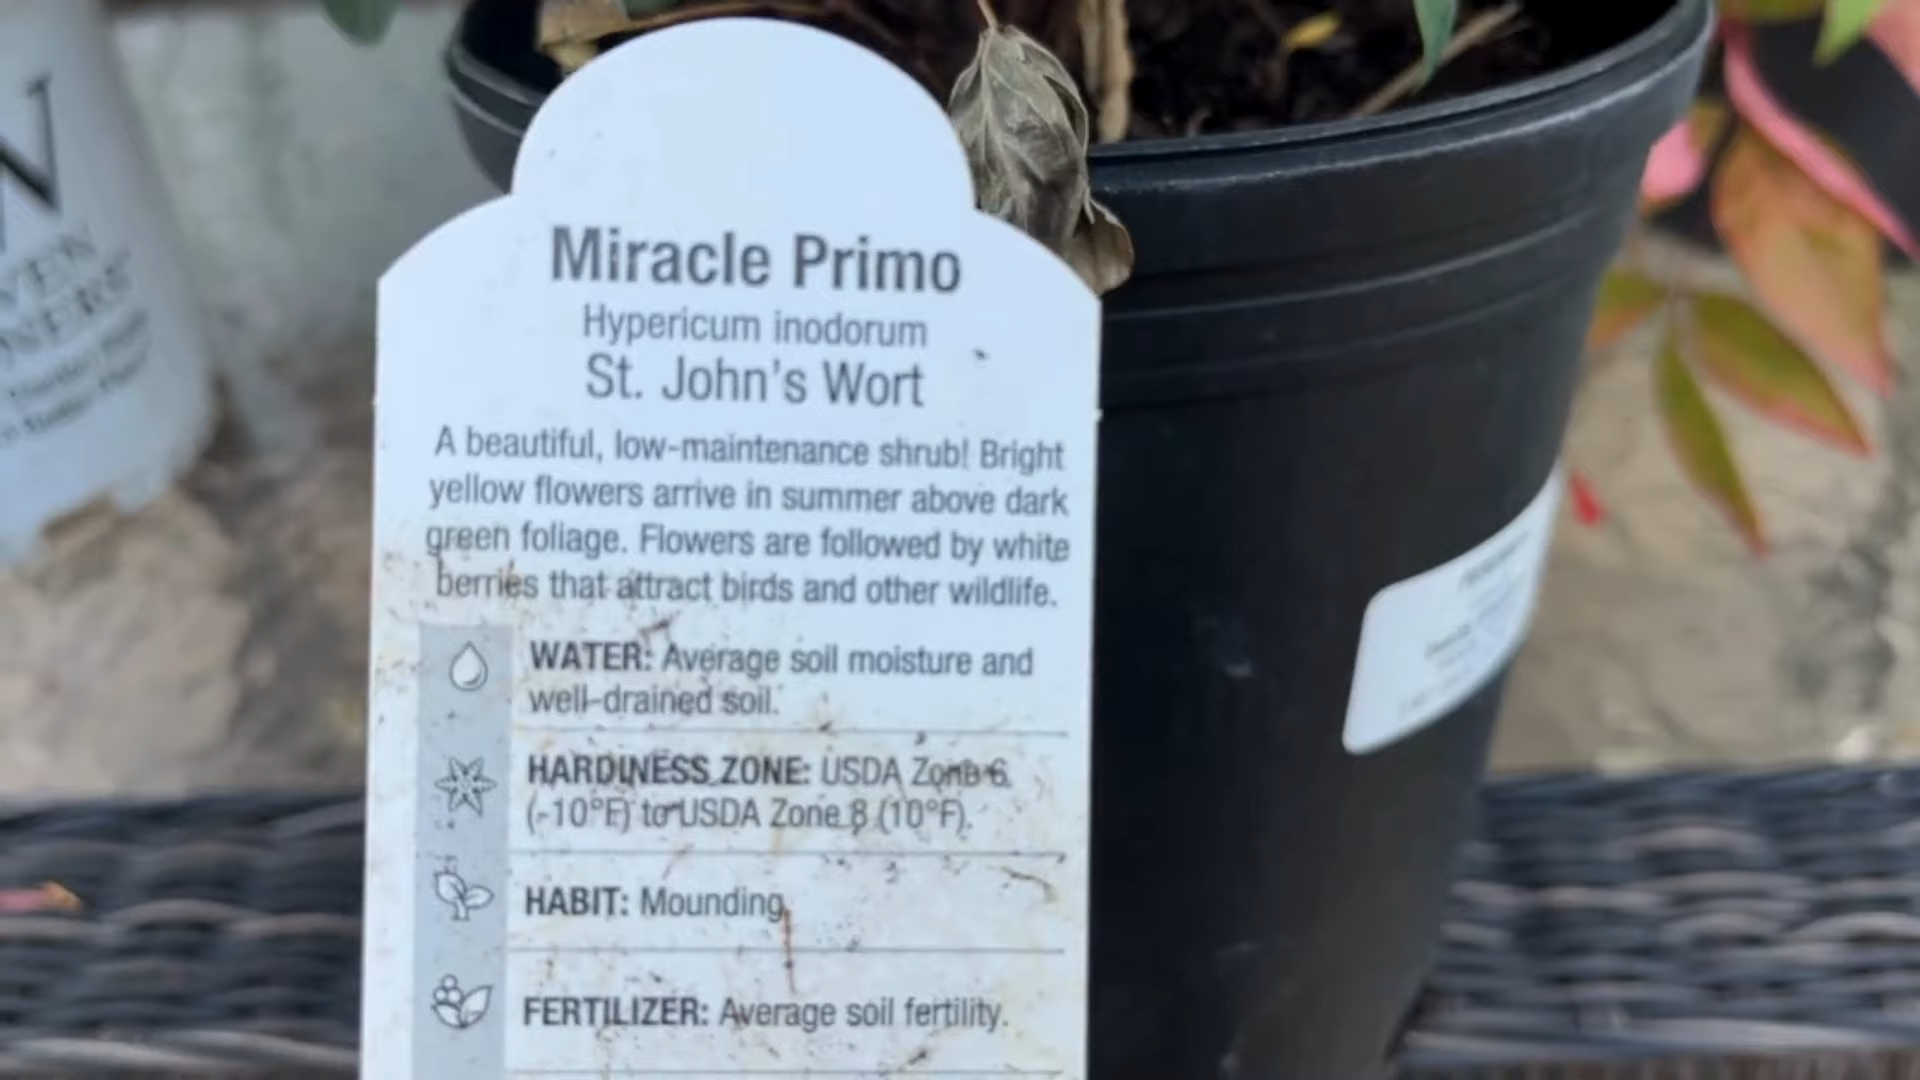 N
VEN
NERS
Miracle Primo
Hypericum inodorum
St. John's Wort
A beautiful, low-maintenance shrub! Bright
yellow flowers arrive in summer above dark
green foliage. Flowers are followed by white
berries that attract birds and other wildlife.
WATER: Average soil moisture and
well-drained soil.
HARDINESS ZONE: USDA Zone 6
(-10°F) to USDA Zone 8 (10°F).
HABIT: Mounding
FERTILIZER: Average soil fertility.